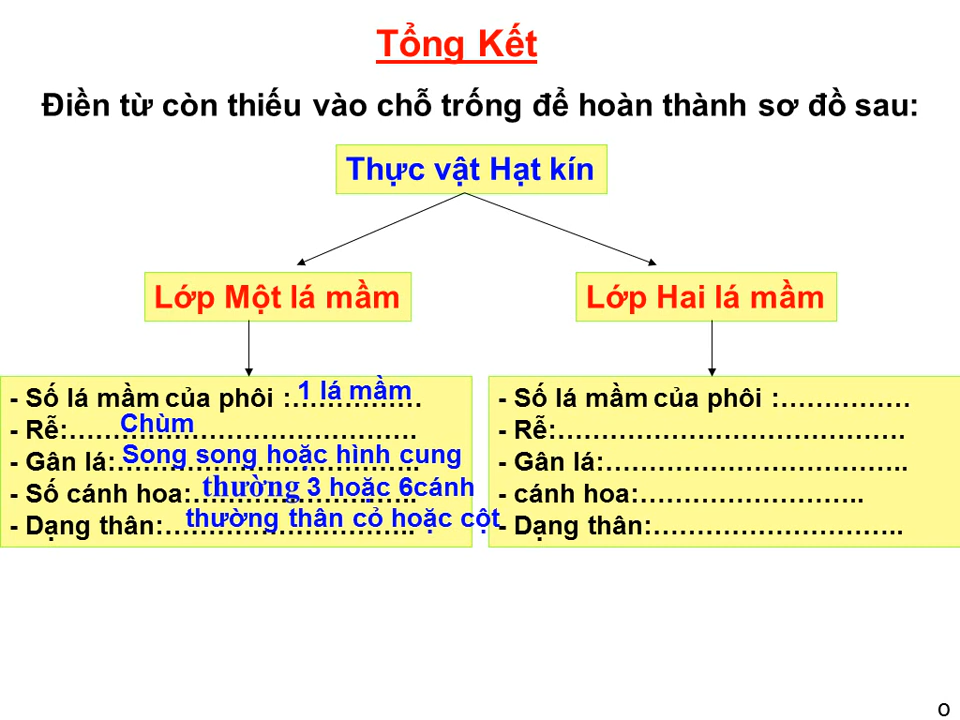 Tổng Kết
Điền từ còn thiếu vào chỗ trống để hoàn thành sơ đồ sau:
Thực vật Hạt kín
Lớp Một lá mầm
Lớp Hai lá mầm
- Số lá mầm của phôi :…………… 1 lá mầm
- Rễ:…………………………………. Chùm
- Gân lá:…………………………….. Song song hoặc hình cung
- Số cánh hoa:…………………….. thường 3 hoặc 6cánh
- Dạng thân:……………………….. thường thân cỏ hoặc cột
- Số lá mầm của phôi :……………
- Rễ:………………………………….
- Gân lá:……………………………..
- cánh hoa:……………………..
- Dạng thân:………………………..
o